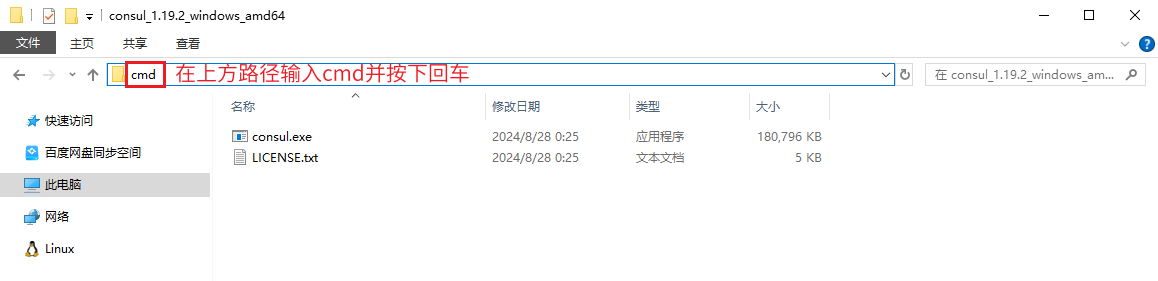 consul_1.19.2_windows_amd64
文件 主页 共享 查看
cmd 在上方路径输入cmd并按下回车 在 consul_1.19.2_windows_am...
名称 修改日期 类型 大小
快速访问
consul.exe 2024/8/28 0:25 应用程序 180,796 KB
百度网盘同步空间
LICENSE.txt 2024/8/28 0:25 文本文档 5 KB
此电脑
网络
Linux